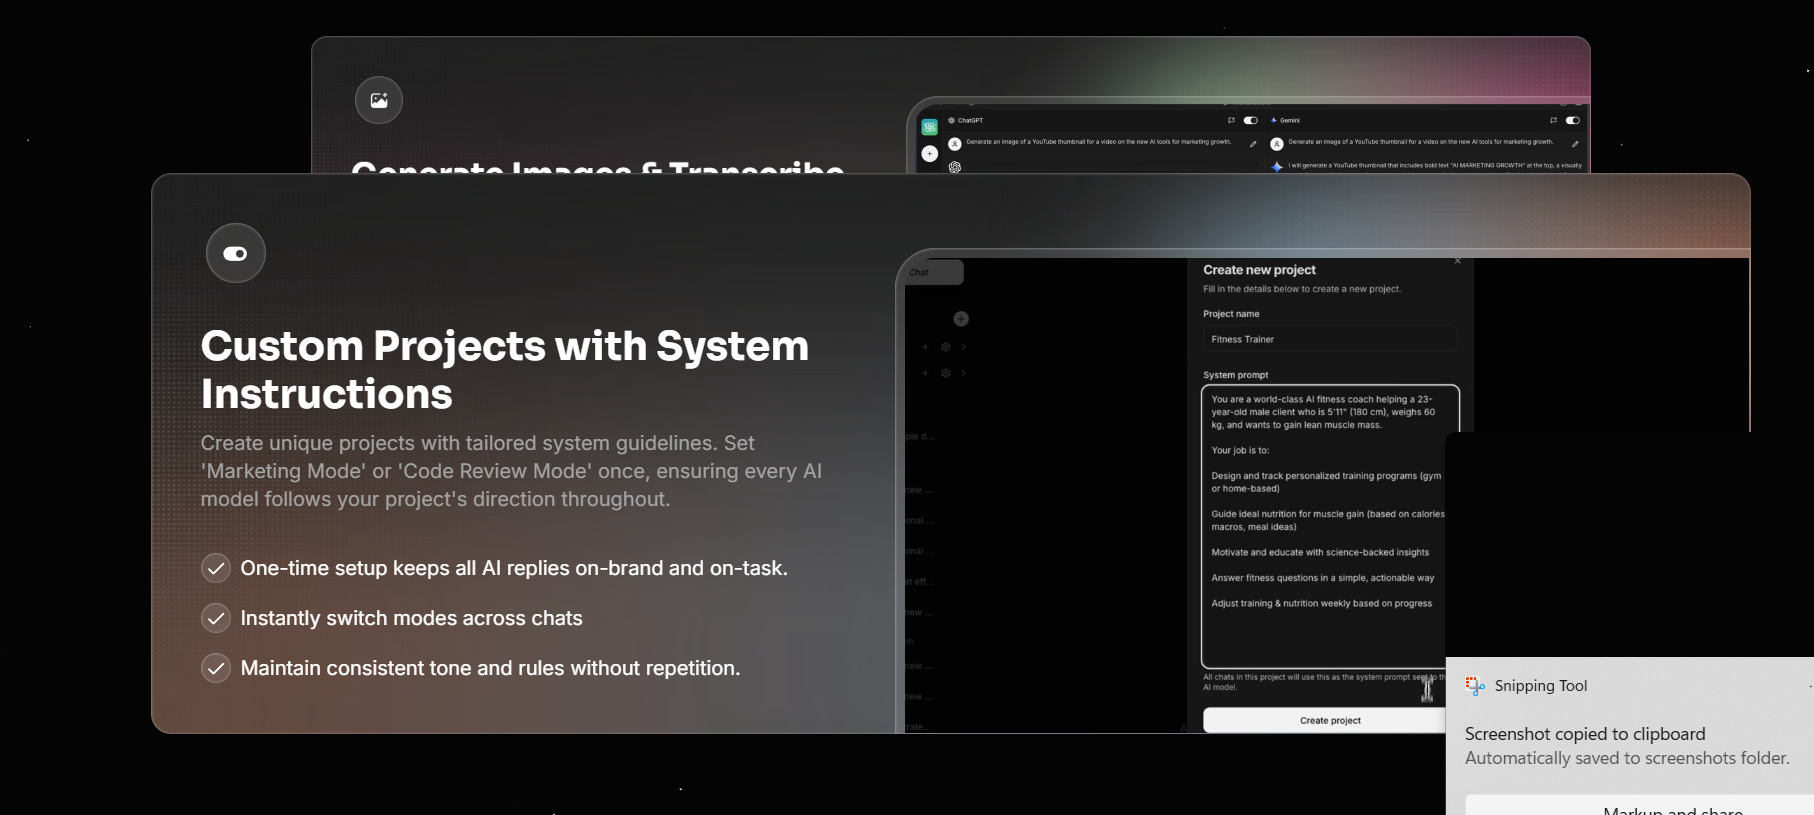 ChatGPT
Gemini
Generate an image of a YouTube thumbnail for a video on the new AI tools for marketing growth.
Generate an image of a YouTube thumbnail for a video on the new AI tools for marketing growth.
I will generate a YouTube thumbnail that includes bold text "AI MARKETING GROWTH" at the top, a visually
Generate Images & Transcribe
Custom Projects with System
Instructions
Create unique projects with tailored system guidelines. Set
'Marketing Mode' or 'Code Review Mode' once, ensuring every AI
model follows your project's direction throughout.
One-time setup keeps all AI replies on-brand and on-task.
Instantly switch modes across chats
Maintain consistent tone and rules without repetition.
Chat
ple d...
new ...
onal ...
onal ...
st eff...
new ...
m
new ...
new ...
grate...
Create new project
Fill in the details below to create a new project.
Project name
Fitness Trainer
System prompt
You are a world-class AI fitness coach helping a 23-
year-old male client who is 5'11" (180 cm), weighs 60
kg, and wants to gain lean muscle mass.
Your job is to:
Design and track personalized training programs (gym
or home-based)
Guide ideal nutrition for muscle gain (based on calories
macros, meal ideas)
Motivate and educate with science-backed insights
Answer fitness questions in a simple, actionable way
Adjust training & nutrition weekly based on progress
All chats in this project will use this as the system prompt sent to th
AI model.
Create project
Snipping Tool
Screenshot copied to clipboard
Automatically saved to screenshots folder.
Markup and share